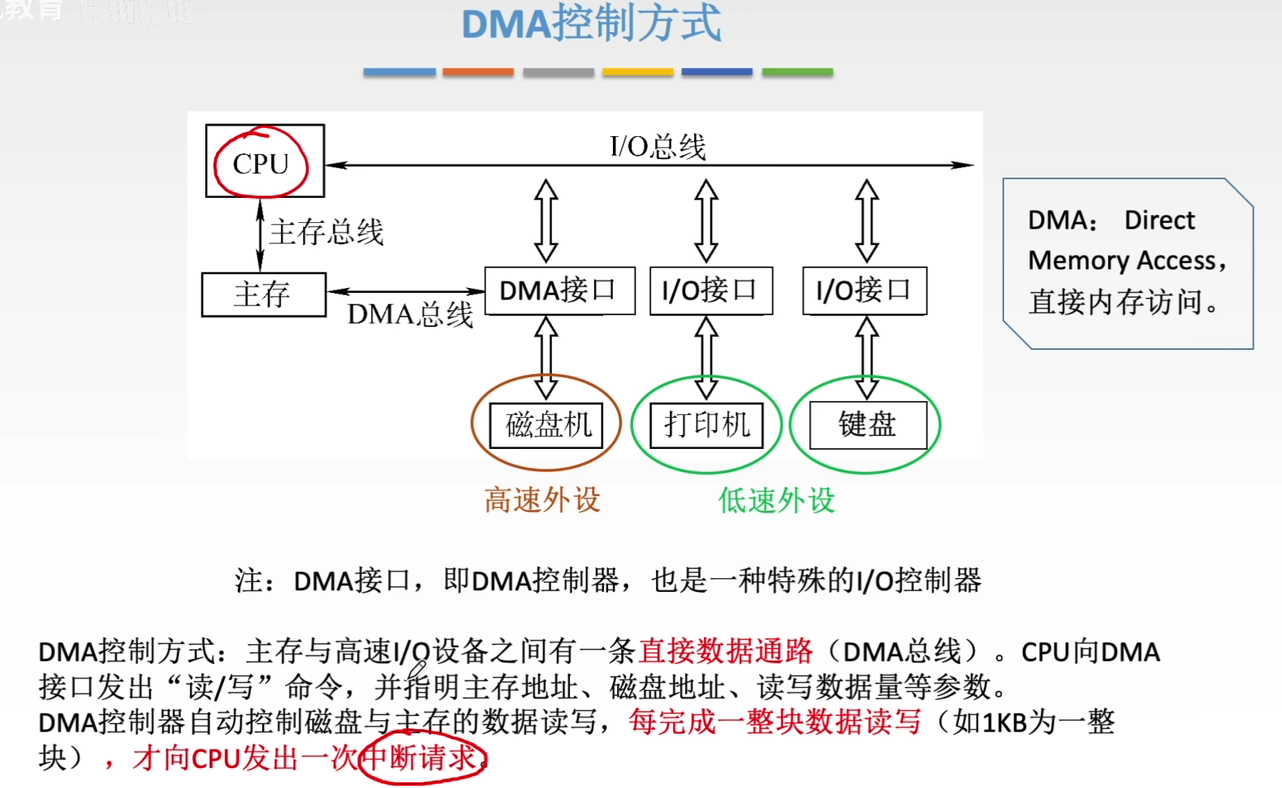 教育
DMA控制方式
CPU
I/O总线
主存总线
主存
DMA总线
DMA接口
I/O接口
I/O接口
磁盘机
打印机
键盘
高速外设
低速外设
DMA： Direct
Memory Access，
直接内存访问。
注：DMA接口，即DMA控制器，也是一种特殊的I/O控制器
DMA控制方式：主存与高速I/O设备之间有一条直接数据通路（DMA总线）。CPU向DMA
接口发出“读/写”命令，并指明主存地址、磁盘地址、读写数据量等参数。
DMA控制器自动控制磁盘与主存的数据读写，每完成一整块数据读写（如1KB为一整
块），才向CPU发出一次中断请求。